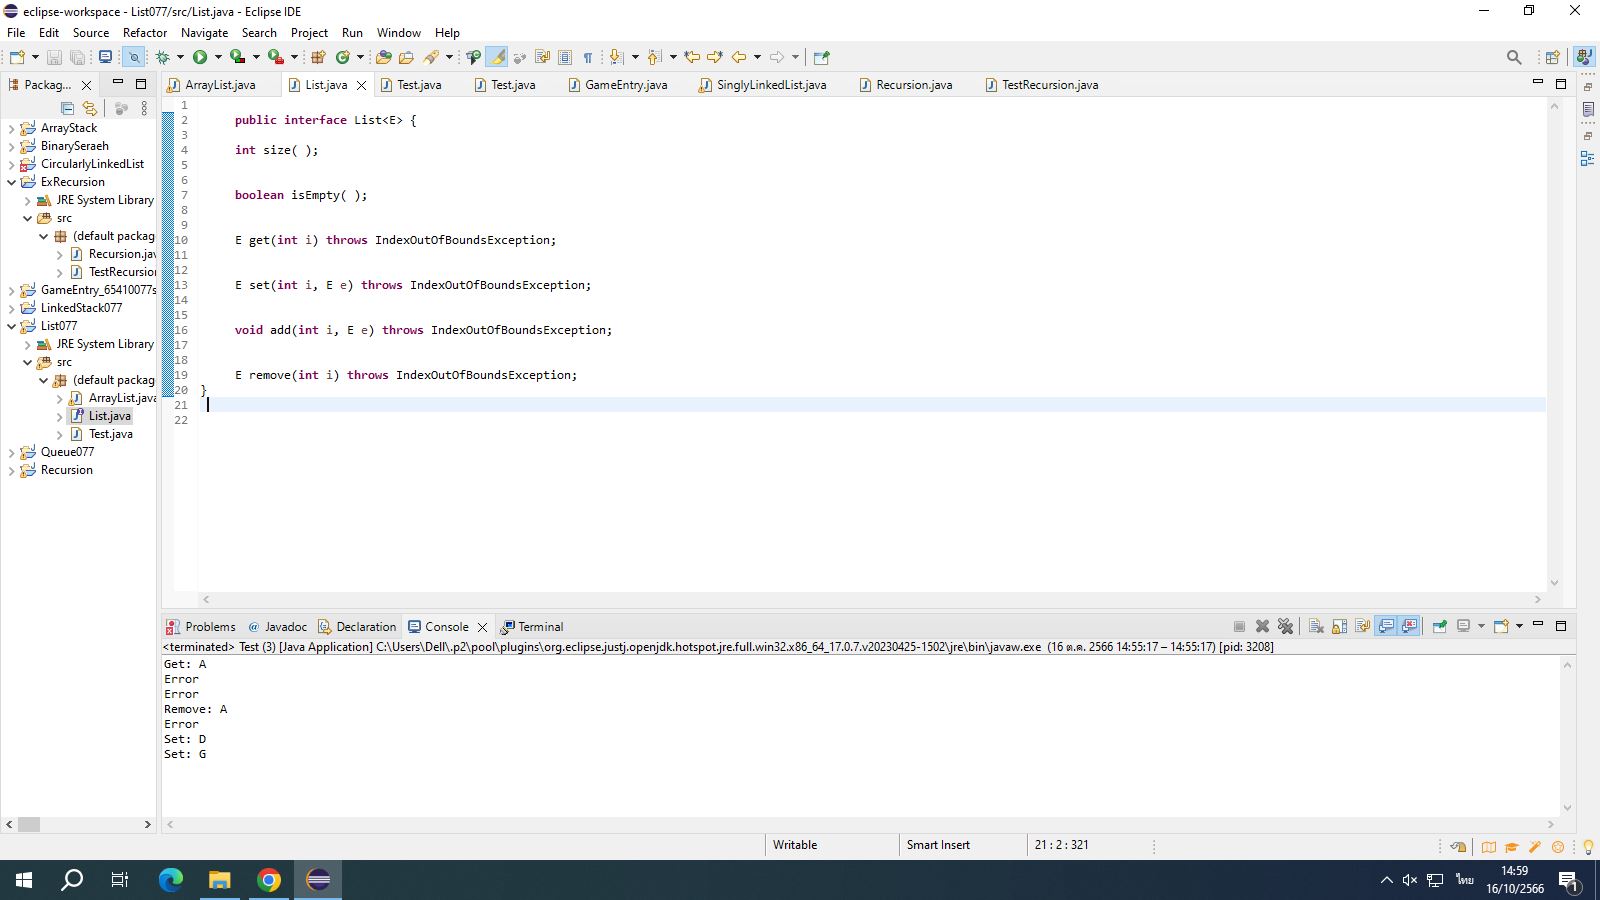 eclipse-workspace - List077/src/List.java - Eclipse IDE
File Edit Source Refactor Navigate Search Project Run Window Help
Packag...
ArrayList.java List.java Test.java Test.java GameEntry.java SinglyLinkedList.java Recursion.java TestRecursion.java
ArrayStack
BinarySeraeh
CircularlyLinkedList
ExRecursion
JRE System Library
src
(default packag
Recursion.jav
TestRecursion
GameEntry_65410077s
LinkedStack077
List077
JRE System Library
src
(default packag
ArrayList.java
List.java
Test.java
Queue077
Recursion
1
2 public interface List<E> {
3
4 int size( );
5
6
7 boolean isEmpty( );
8
9
10 E get(int i) throws IndexOutOfBoundsException;
11
12
13 E set(int i, E e) throws IndexOutOfBoundsException;
14
15
16 void add(int i, E e) throws IndexOutOfBoundsException;
17
18
19 E remove(int i) throws IndexOutOfBoundsException;
20 }
21
22
Problems @ Javadoc Declaration Console Terminal
<terminated> Test (3) [Java Application] C:\Users\Dell\.p2\pool\plugins\org.eclipse.justj.openjdk.hotspot.jre.full.win32.x86_64_17.0.7.v20230425-1502\jre\bin\javaw.exe (16 ต.ค. 2566 14:55:17 – 14:55:17) [pid: 3208]
Get: A
Error
Error
Remove: A
Error
Set: D
Set: G
Writable Smart Insert 21 : 2 : 321
ไทย 14:59
16/10/2566 1